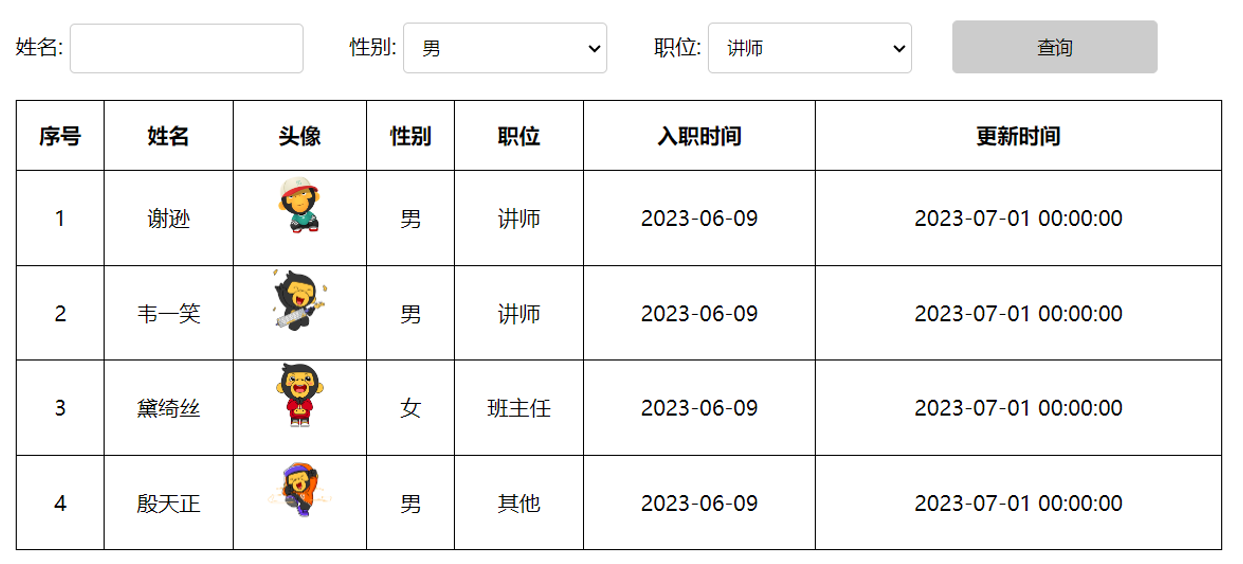 姓名: 性别: 男 职位: 讲师 查询
序号 姓名 头像 性别 职位 入职时间 更新时间
1 谢逊 男 讲师 2023-06-09 2023-07-01 00:00:00
2 韦一笑 男 讲师 2023-06-09 2023-07-01 00:00:00
3 黛绮丝 女 班主任 2023-06-09 2023-07-01 00:00:00
4 殷天正 男 其他 2023-06-09 2023-07-01 00:00:00